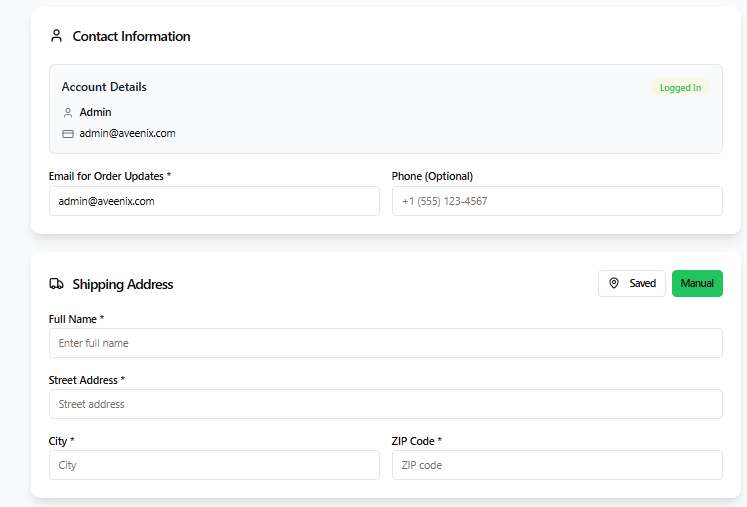 Contact Information
Account Details
Logged In
Admin
admin@aveenix.com
Email for Order Updates *
Phone (Optional)
admin@aveenix.com
+1 (555) 123-4567
Shipping Address
Saved
Manual
Full Name *
Enter full name
Street Address *
Street address
City *
ZIP Code *
City
ZIP code